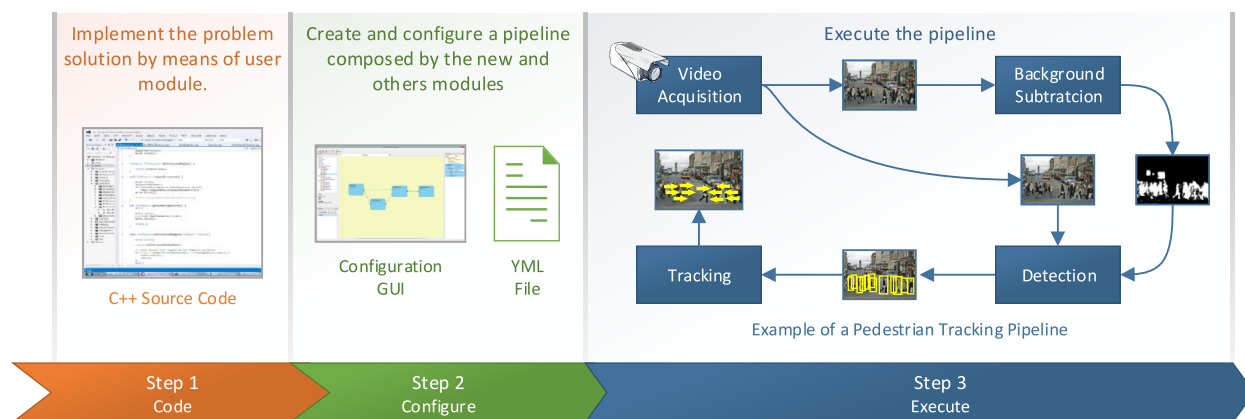 Implement the problem
solution by means of user
module.
C++ Source Code
Create and configure a pipeline
composed by the new and
others modules
Configuration
GUI
YML
File
Execute the pipeline
Video
Acquisition
Background
Subtratcion
Tracking
Detection
Example of a Pedestrian Tracking Pipeline
Step 1
Code
Step 2
Configure
Step 3
Execute